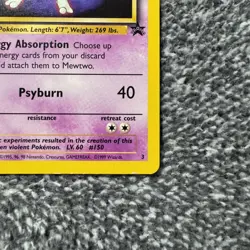 Pokémon. Length: 6'7", Weight: 269 lbs.
rgy Absorption Choose up
energy cards from your discard
d attach them to Mewtwo.
Psyburn 40
resistance retreat cost
c experiments resulted in the creation of this
n violent Pokémon. LV. 60 #150
1995, 96, 98 Nintendo, Creatures, GAMEFREAK. ©1999 Wizards. 3